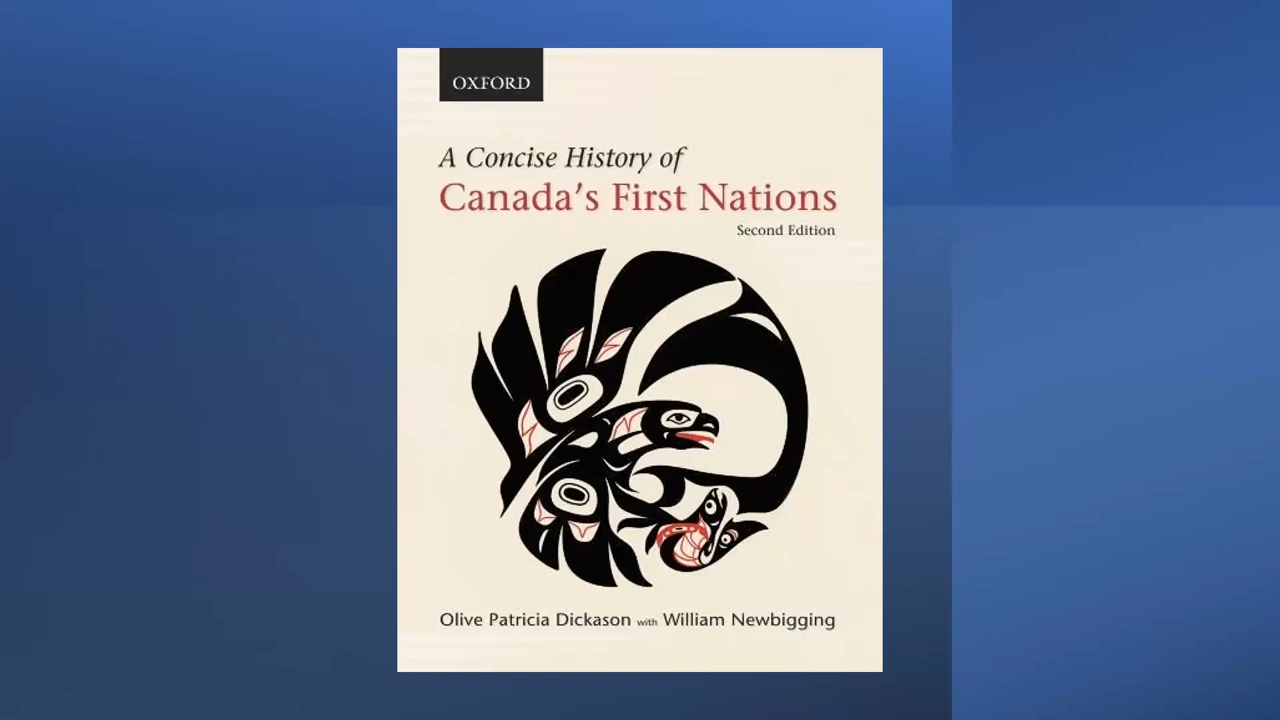 OXFORD
A Concise History of
Canada's First Nations
Second Edition
Olive Patricia Dickason with William Newbigging